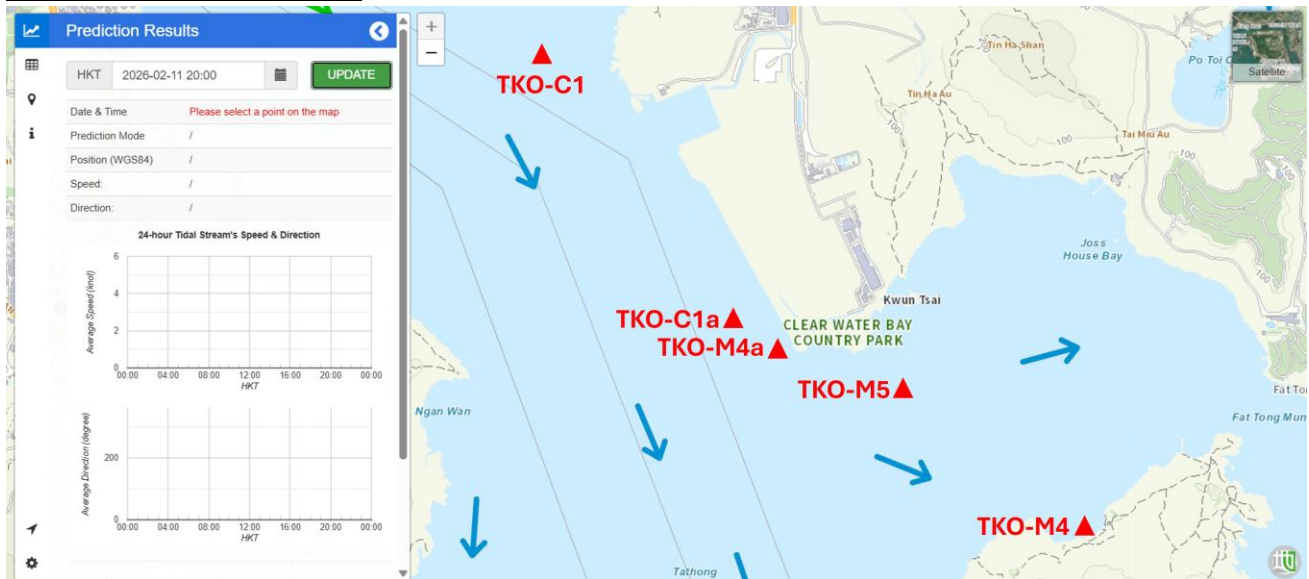 Prediction Results
HKT 2026-02-11 20:00 UPDATE
Date & Time Please select a point on the map
Prediction Mode /
Position (WGS84) /
Speed: /
Direction: /
24-hour Tidal Stream's Speed & Direction
Average Speed (knot)
6
4
2
0
00:00 04:00 08:00 12:00 16:00 20:00 00:00
HKT
Average Direction (degree)
200
0
00:00 04:00 08:00 12:00 16:00 20:00 00:00
HKT
+
−
TKO-C1
Tin Ha Shan
Po Toi
Satellite
Tin Ha Au
Tai Miu Au
100
100
100
100
Joss
House Bay
Kwun Tsai
TKO-C1a
CLEAR WATER BAY
COUNTRY PARK
TKO-M4a
TKO-M5
Ngan Wan
Fat To
Fat Tong Mun
TKO-M4
Tathong